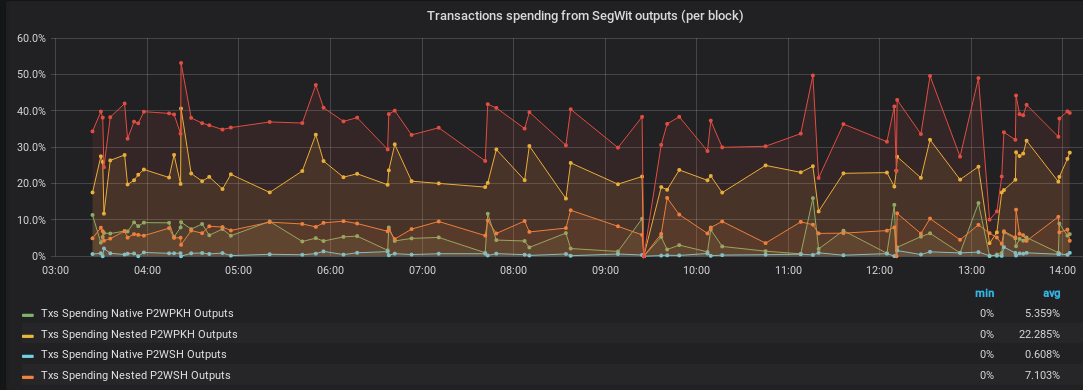 Transactions spending from SegWit outputs (per block)
60.0%
50.0%
40.0%
30.0%
20.0%
10.0%
0%
03:00 04:00 05:00 06:00 07:00 08:00 09:00 10:00 11:00 12:00 13:00 14:00
min avg
Txs Spending Native P2WPKH Outputs 0% 5.359%
Txs Spending Nested P2WPKH Outputs 0% 22.285%
Txs Spending Native P2WSH Outputs 0% 0.608%
Txs Spending Nested P2WSH Outputs 0% 7.103%